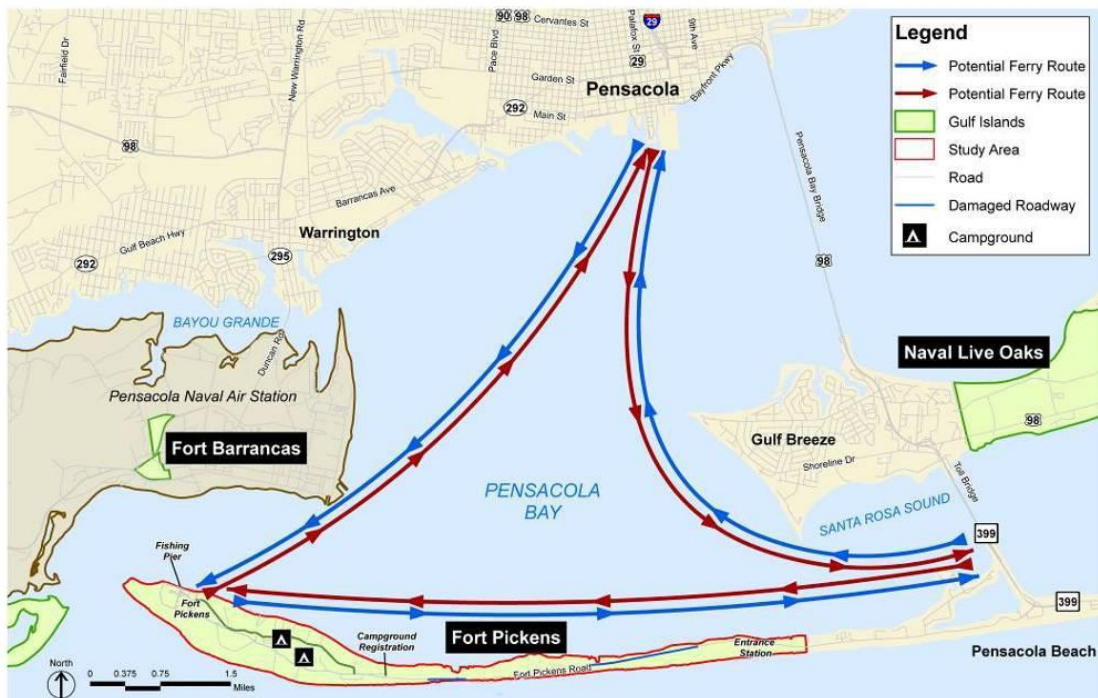 90 98
Cervantes St
Palafox St
9th Ave
29
Pace Blvd
New Warrington Rd
Fairfield Dr
29
Garden St
Bayfront Pkwy
Pensacola
292
Main St
98
Pensacola Bay Bridge
Barrancas Ave
Warrington
Gulf Beach Hwy
295
292
98
BAYOU GRANDE
Duncan Rd
Pensacola Naval Air Station
Fort Barrancas
Naval Live Oaks
98
Gulf Breeze
Shoreline Dr
Toll Bridge
PENSACOLA
BAY
SANTA ROSA SOUND
399
Fishing
Pier
Fort
Pickens
399
Fort Pickens
Campground
Registration
Entrance
Station
Fort Pickens Road
Pensacola Beach
North
0 0.375 0.75 1.5
Miles
Legend
Potential Ferry Route
Potential Ferry Route
Gulf Islands
Study Area
Road
Damaged Roadway
Campground